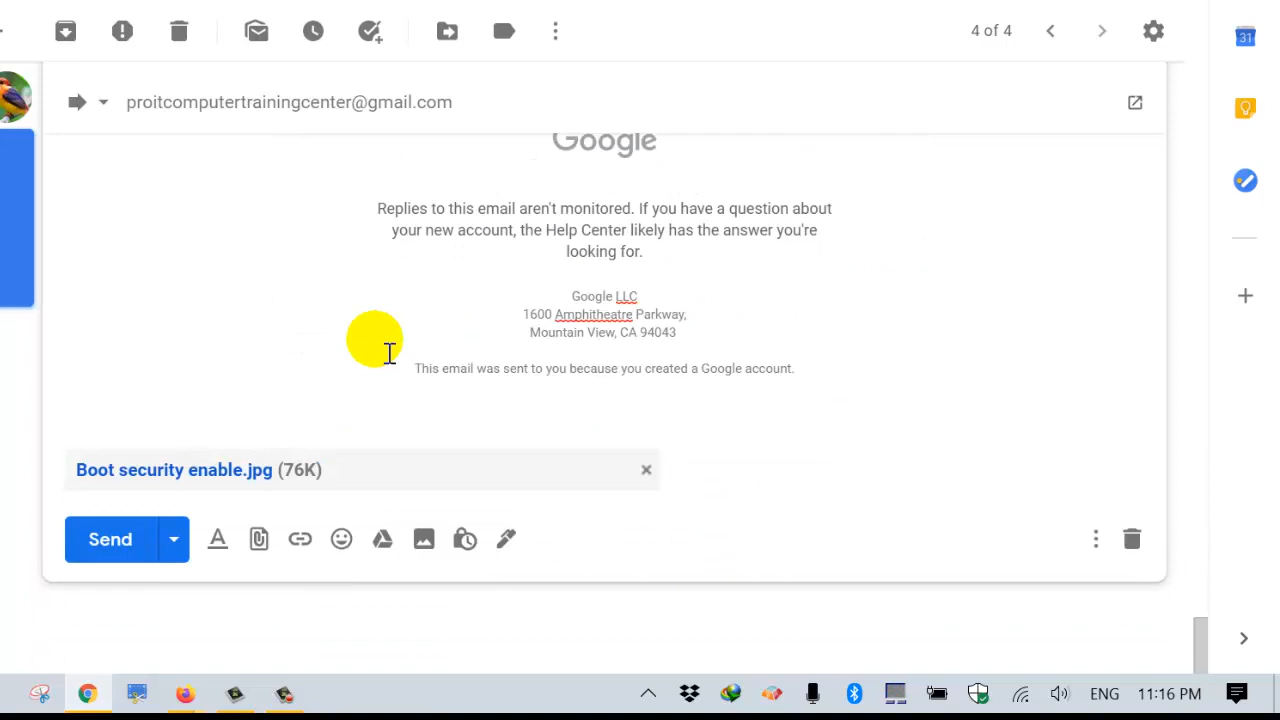 4 of 4
31
proitcomputertrainingcenter@gmail.com
Google
Replies to this email aren't monitored. If you have a question about
your new account, the Help Center likely has the answer you're
looking for.
Google LLC
1600 Amphitheatre Parkway,
Mountain View, CA 94043
This email was sent to you because you created a Google account.
Boot security enable.jpg (76K)
Send
ENG 11:16 PM